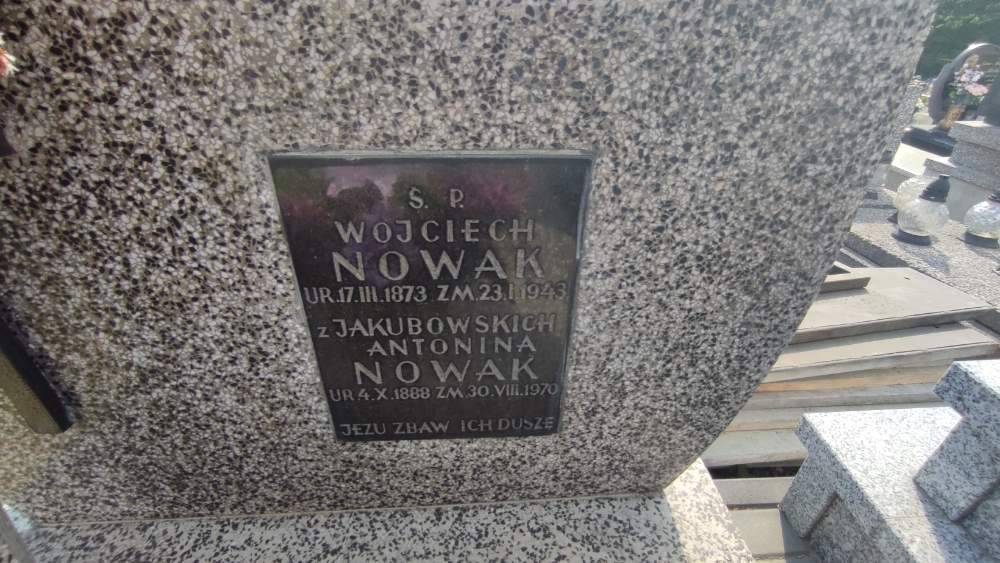 Ś. P.
WOJCIECH
NOWAK
UR.17.III.1873 ZM.23.I.1943
z JAKUBOWSKICH
ANTONINA
NOWAK
UR 4.X.1888 ZM.30.VIII.1970
JEZU ZBAW ICH DUSZE